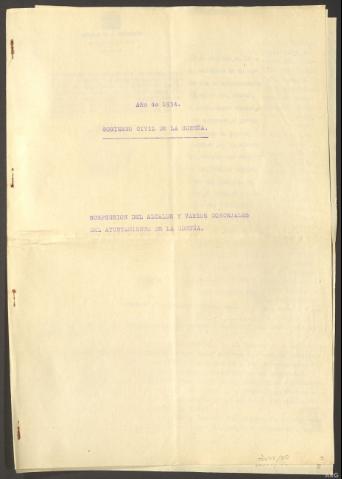 Año de 1934.
GOBIERNO CIVIL DE LA CORUÑA.
SUSPENSION DEL ALCALDE Y VARIOS CONCEJALES
DEL AYUNTAMIENTO DE LA CORUÑA.